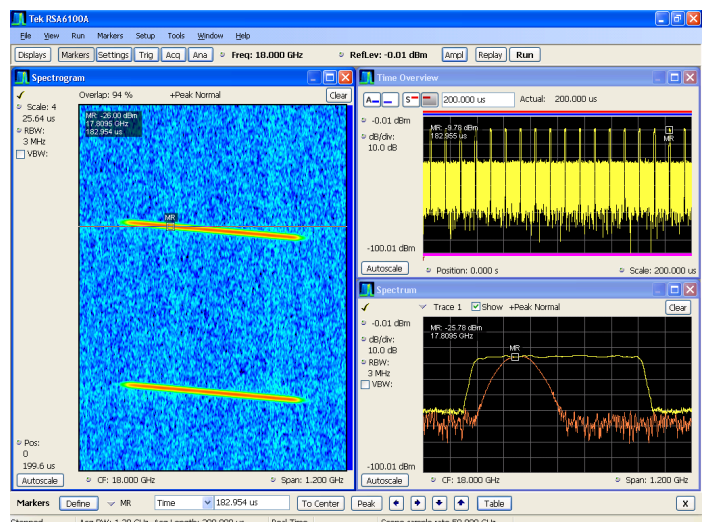 Tek RSA6100A
File View Run Markers Setup Tools Window Help
Displays Markers Settings Trig Acq Ana Freq: 18.000 GHz RefLev: -0.01 dBm Ampl Replay Run
Spectrogram
Overlap: 94 % +Peak Normal Clear
Scale: 4
25.64 us
RBW:
3 MHz
VBW:
MR: -26.00 dBm
17.8095 GHz
182.954 us
MR
Pos:
0
199.6 us
Autoscale CF: 18.000 GHz Span: 1.200 GHz
Time Overview
A 200.000 us Actual: 200.000 us
-0.01 dBm
dB/div:
10.0 dB
MR: -9.78 dBm
182.955 us
MR
-100.01 dBm
Autoscale Position: 0.000 s Scale: 200.000 us
Spectrum
Trace 1 Show +Peak Normal Clear
-0.01 dBm
dB/div:
10.0 dB
RBW:
3 MHz
VBW:
MR: -25.78 dBm
17.8095 GHz
MR
-100.01 dBm
Autoscale CF: 18.000 GHz Span: 1.200 GHz
Markers Define MR Time 182.954 us To Center Peak Table X